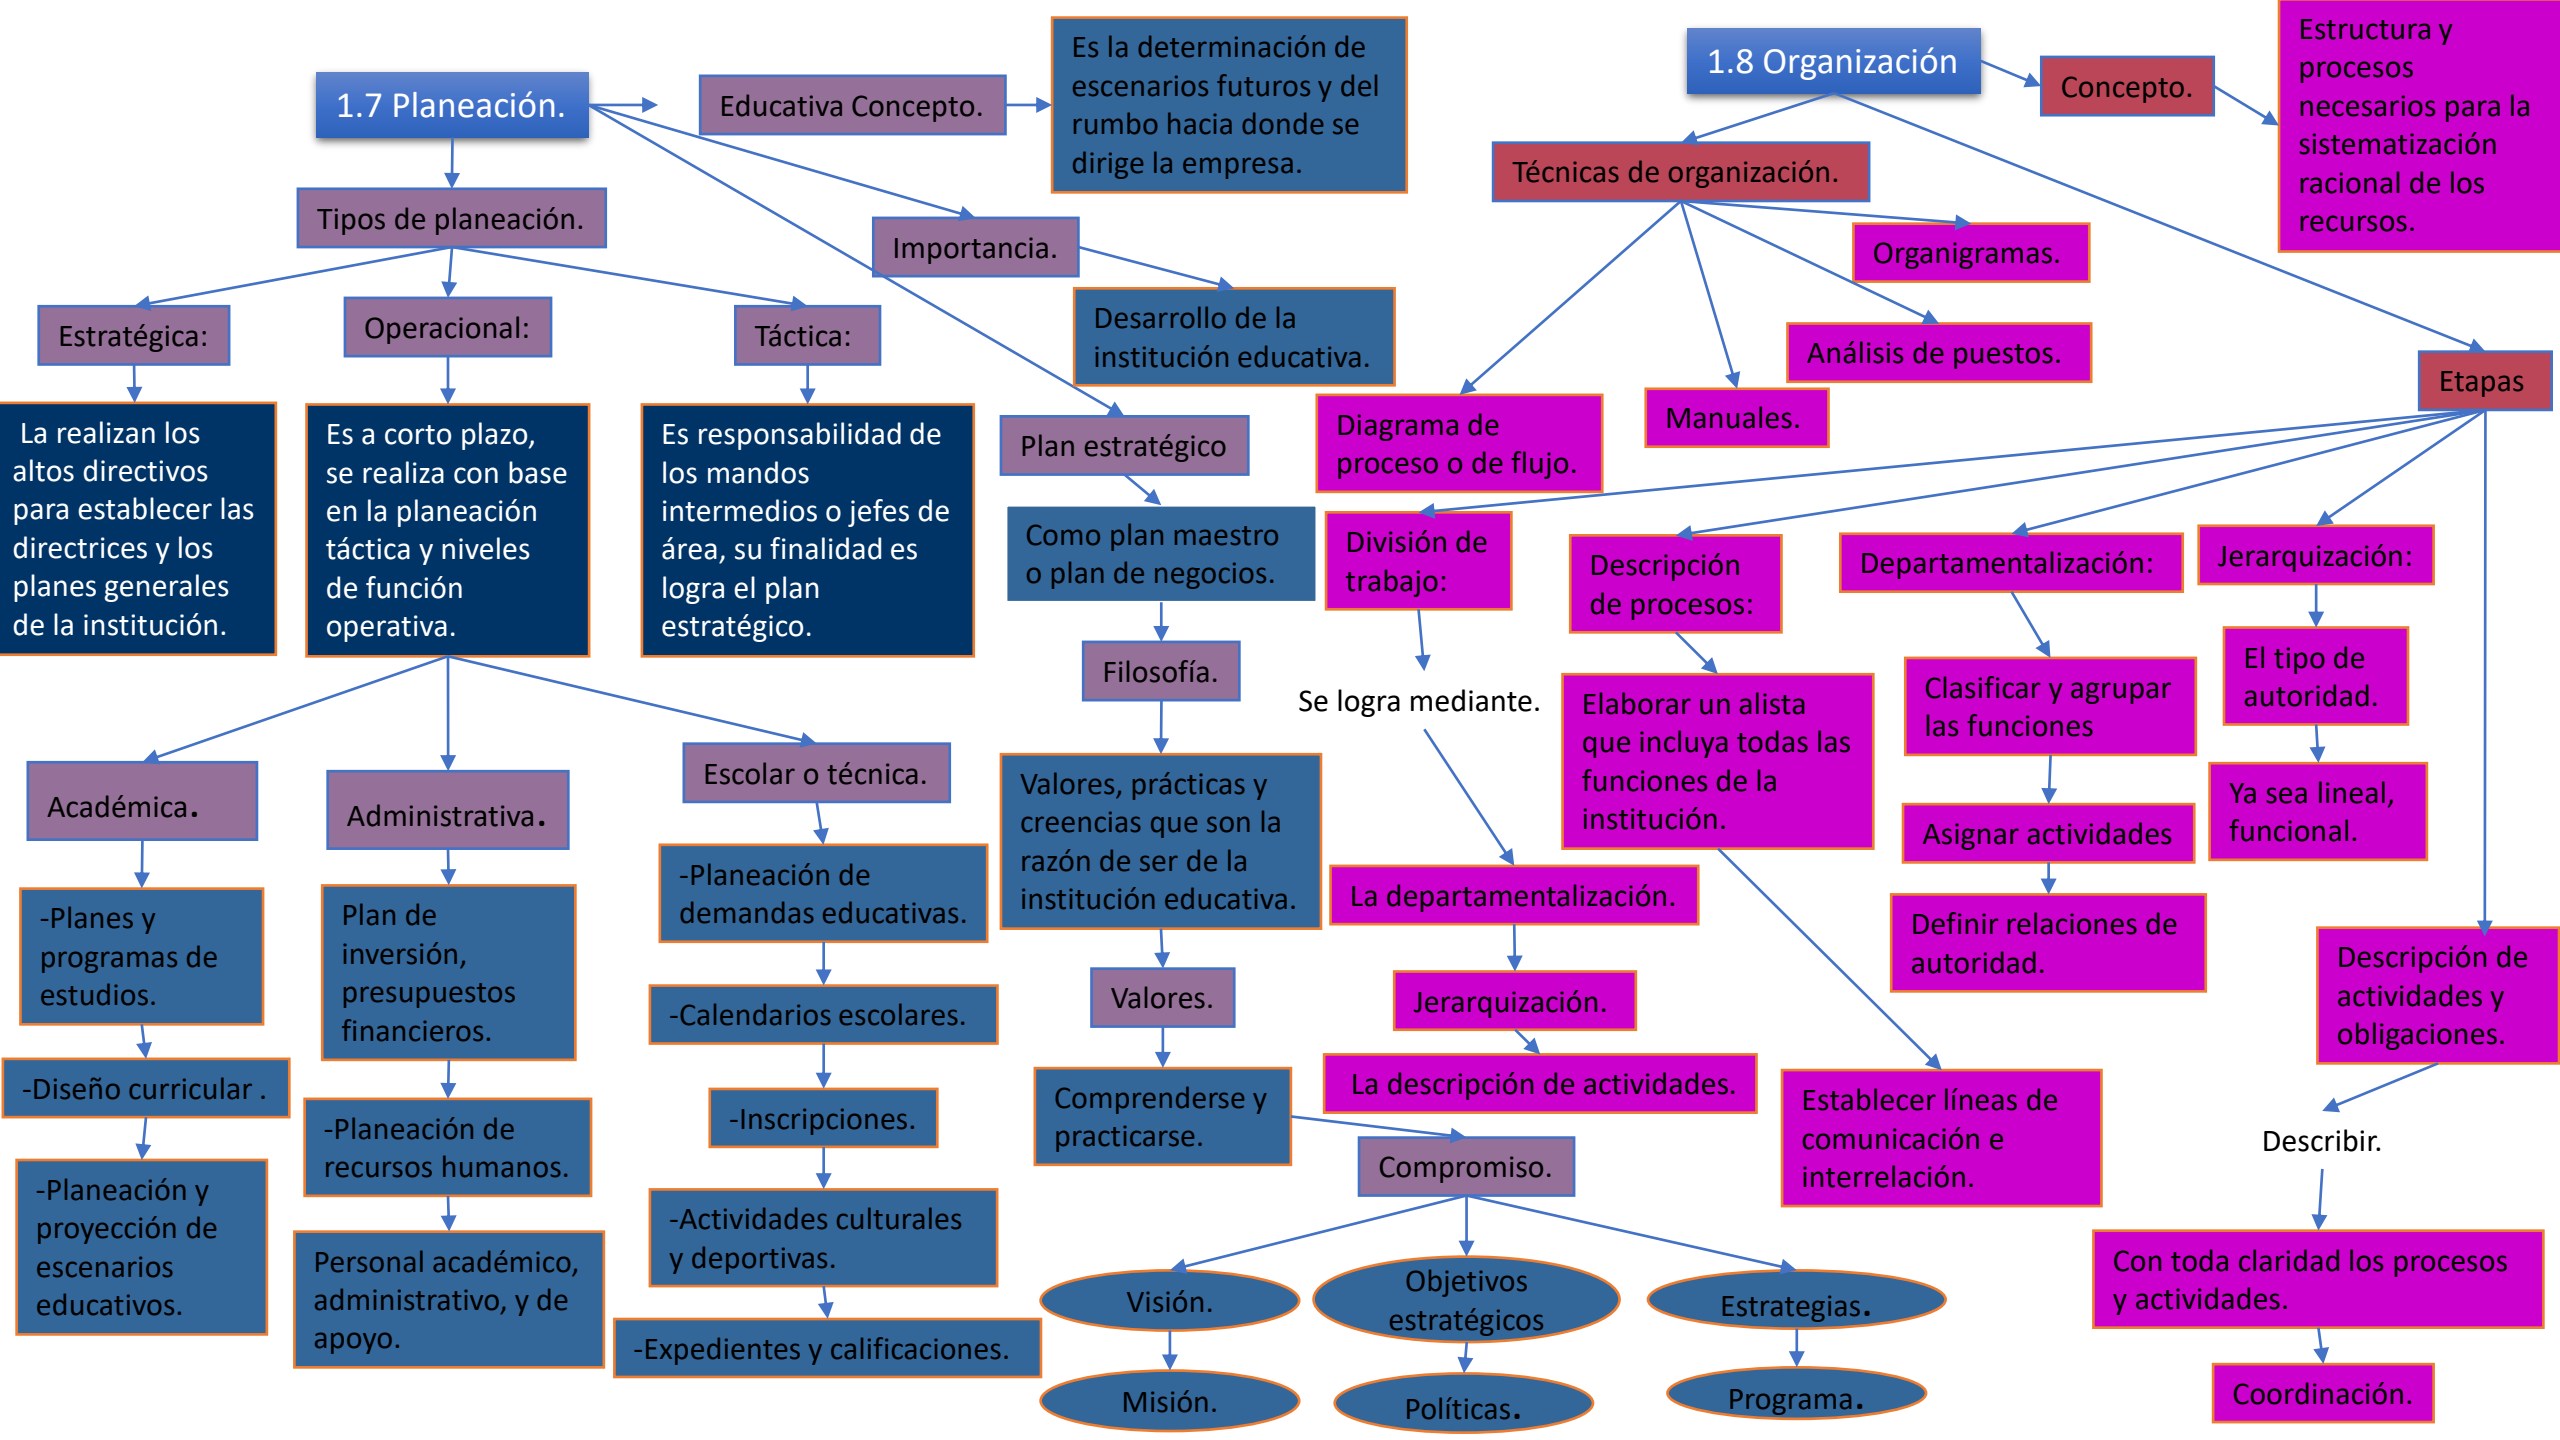 1.7 Planeación.
Educativa Concepto.
Es la determinación de
escenarios futuros y del
rumbo hacia donde se
dirige la empresa.
Tipos de planeación.
Importancia.
Desarrollo de la
institución educativa.
Estratégica:
Operacional:
Táctica:
La realizan los
altos directivos
para establecer las
directrices y los
planes generales
de la institución.
Es a corto plazo,
se realiza con base
en la planeación
táctica y niveles
de función
operativa.
Es responsabilidad de
los mandos
intermedios o jefes de
área, su finalidad es
logra el plan
estratégico.
Académica.
-Planes y
programas de
estudios.
-Diseño curricular .
-Planeación y
proyección de
escenarios
educativos.
Administrativa.
Plan de
inversión,
presupuestos
financieros.
-Planeación de
recursos humanos.
Personal académico,
administrativo, y de
apoyo.
Escolar o técnica.
-Planeación de
demandas educativas.
-Calendarios escolares.
-Inscripciones.
-Actividades culturales
y deportivas.
-Expedientes y calificaciones.
Plan estratégico
Como plan maestro
o plan de negocios.
Filosofía.
Valores, prácticas y
creencias que son la
razón de ser de la
institución educativa.
Valores.
Comprenderse y
practicarse.
Compromiso.
Visión.
Misión.
Objetivos
estratégicos
Políticas.
Estrategias.
Programa.
1.8 Organización
Concepto.
Estructura y
procesos
necesarios para la
sistematización
racional de los
recursos.
Técnicas de organización.
Organigramas.
Análisis de puestos.
Manuales.
Diagrama de
proceso o de flujo.
Etapas
División de
trabajo:
Se logra mediante.
La departamentalización.
Jerarquización.
La descripción de actividades.
Descripción
de procesos:
Elaborar un alista
que incluya todas las
funciones de la
institución.
Establecer líneas de
comunicación e
interrelación.
Departamentalización:
Clasificar y agrupar
las funciones
Asignar actividades
Definir relaciones de
autoridad.
Jerarquización:
El tipo de
autoridad.
Ya sea lineal,
funcional.
Descripción de
actividades y
obligaciones.
Describir.
Con toda claridad los procesos
y actividades.
Coordinación.